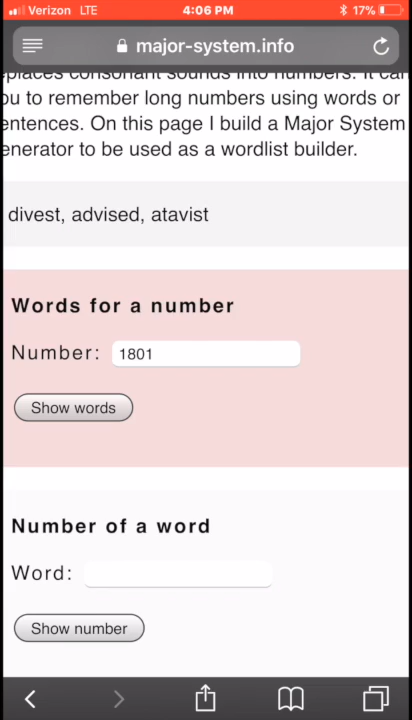 Verizon LTE 4:06 PM 17%
major-system.info
eplaces consonant sounds into numbers. It can
ou to remember long numbers using words or
entences. On this page I build a Major System
enerator to be used as a wordlist builder.
divest, advised, atavist
Words for a number
Number: 1801
Show words
Number of a word
Word:
Show number